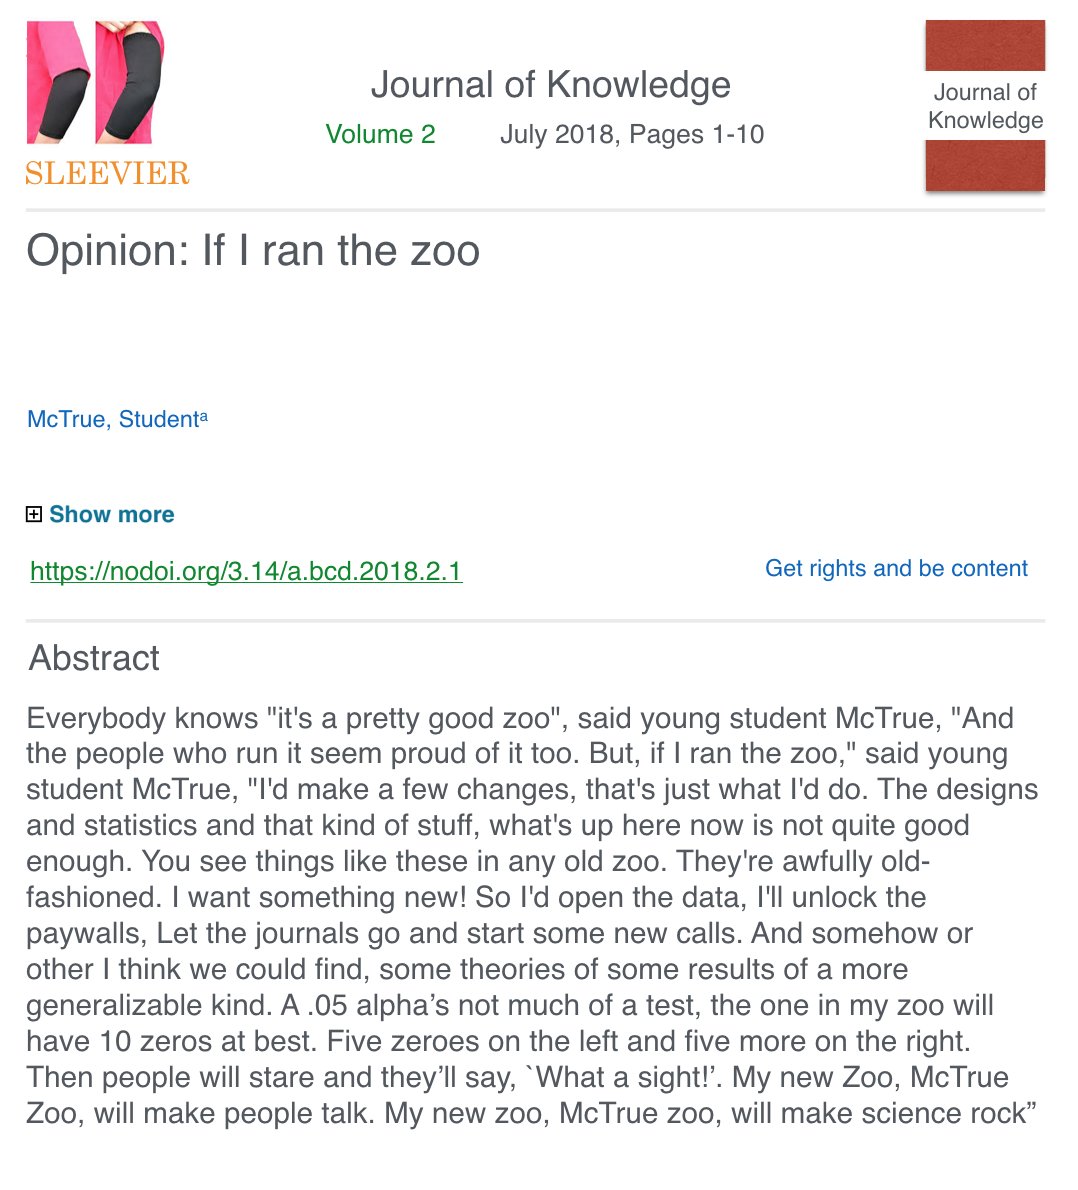 Journal of Knowledge
Volume 2 July 2018, Pages 1-10
SLEEVIER
Journal of
Knowledge
Opinion: If I ran the zoo
McTrue, Studentᵃ
Show more
https://nodoi.org/3.14/a.bcd.2018.2.1
Get rights and be content
Abstract
Everybody knows "it's a pretty good zoo", said young student McTrue, "And
the people who run it seem proud of it too. But, if I ran the zoo," said young
student McTrue, "I'd make a few changes, that's just what I'd do. The designs
and statistics and that kind of stuff, what's up here now is not quite good
enough. You see things like these in any old zoo. They're awfully old-
fashioned. I want something new! So I'd open the data, I'll unlock the
paywalls, Let the journals go and start some new calls. And somehow or
other I think we could find, some theories of some results of a more
generalizable kind. A .05 alpha’s not much of a test, the one in my zoo will
have 10 zeros at best. Five zeroes on the left and five more on the right.
Then people will stare and they’ll say, `What a sight!’. My new Zoo, McTrue
Zoo, will make people talk. My new zoo, McTrue zoo, will make science rock”